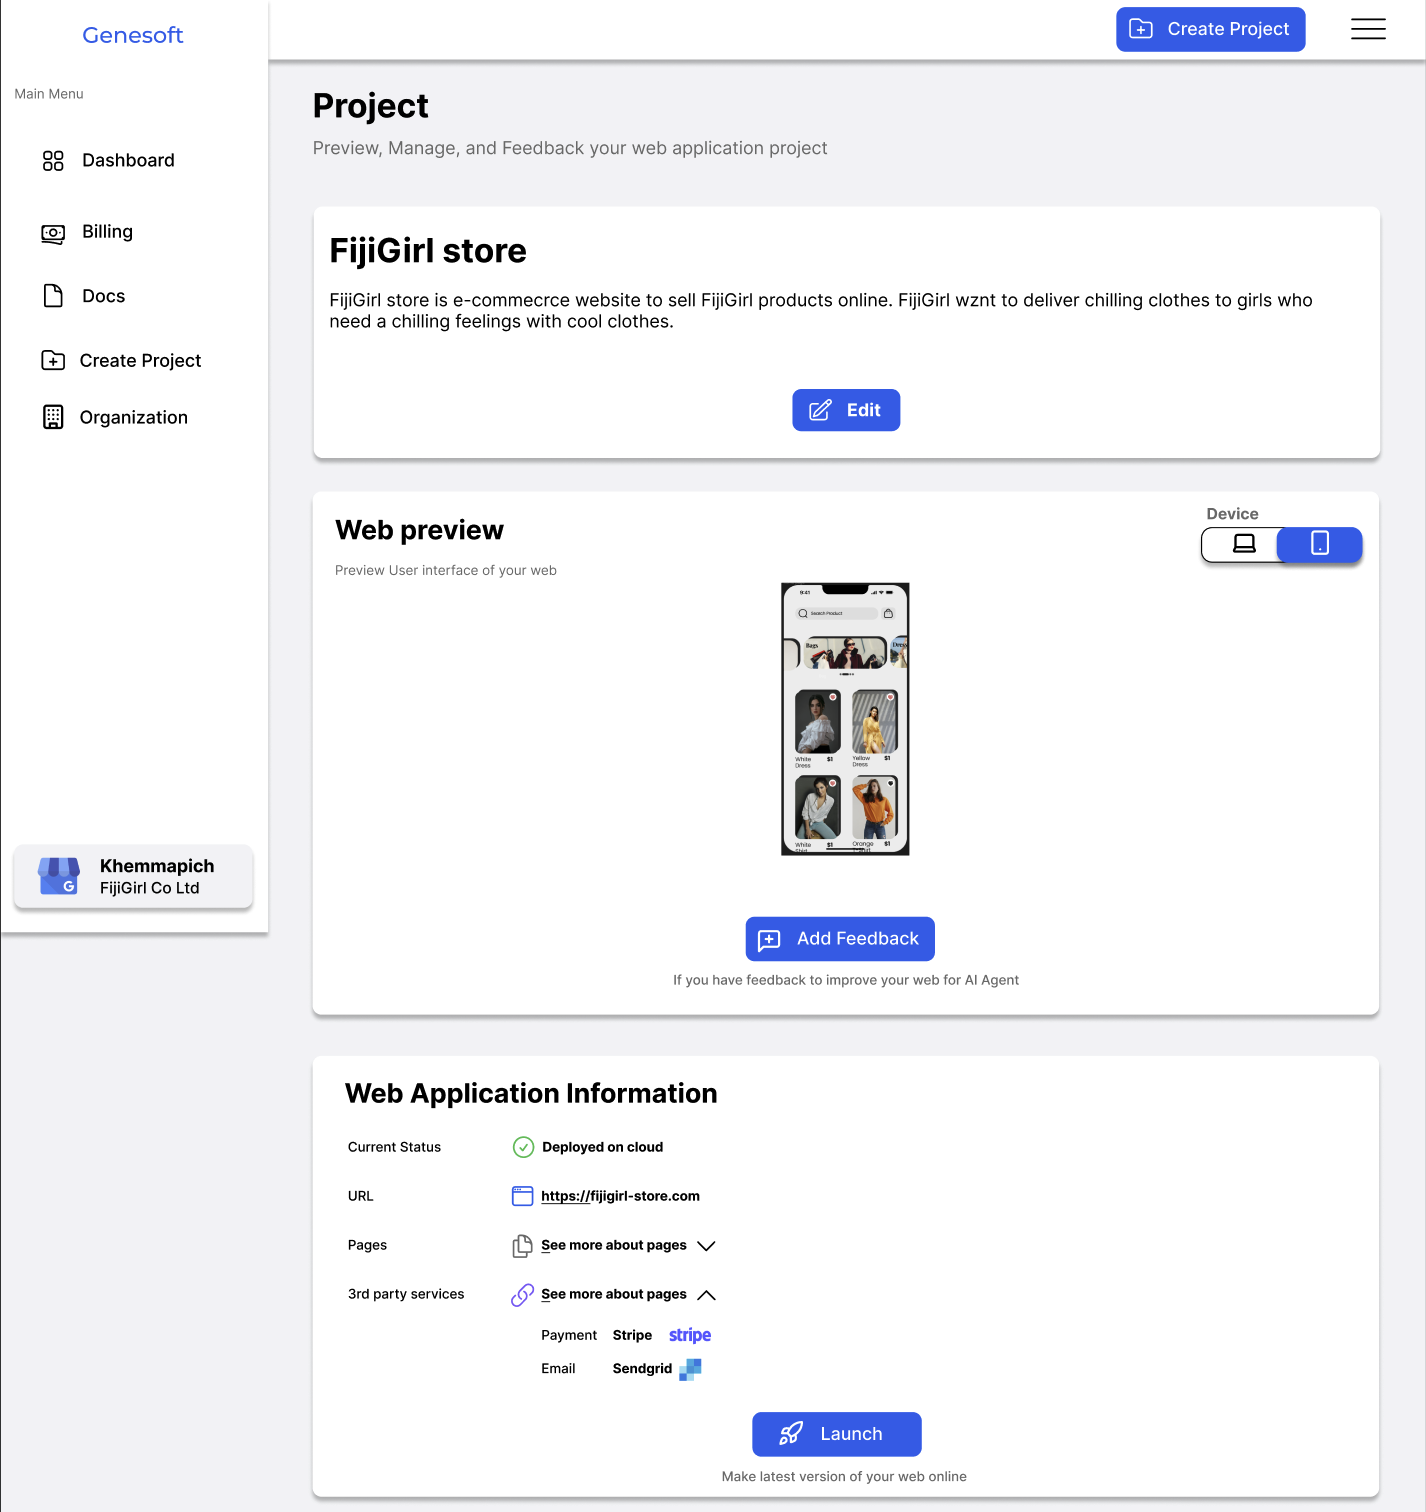 Genesoft
Create Project
Main Menu
Dashboard
Billing
Docs
Create Project
Organization
Khemmapich
FijiGirl Co Ltd
Project
Preview, Manage, and Feedback your web application project
FijiGirl store
FijiGirl store is e-commecrce website to sell FijiGirl products online. FijiGirl wznt to deliver chilling clothes to girls who
need a chilling feelings with cool clothes.
Edit
Web preview
Preview User interface of your web
Device
9:41
Search Product
Bags
White
Dress
$1
Yellow
Dress
$1
White
$1
Orange
$1
Add Feedback
If you have feedback to improve your web for AI Agent
Web Application Information
Current Status
Deployed on cloud
URL
https://fijigirl-store.com
Pages
See more about pages
3rd party services
See more about pages
Payment Stripe stripe
Email Sendgrid
Launch
Make latest version of your web online